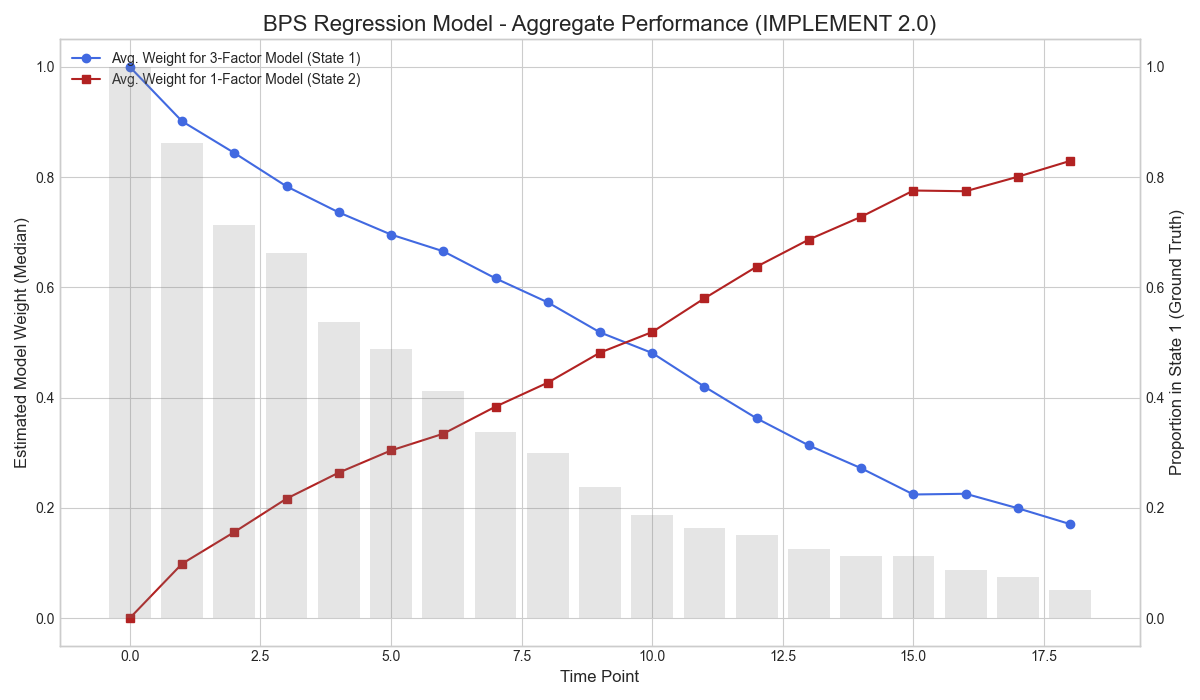 BPS Regression Model - Aggregate Performance (IMPLEMENT 2.0)
Avg. Weight for 3-Factor Model (State 1)
Avg. Weight for 1-Factor Model (State 2)
Estimated Model Weight (Median)
1.0
0.8
0.6
0.4
0.2
0.0
1.0
0.8
0.6
0.4
0.2
0.0
Proportion in State 1 (Ground Truth)
0.0 2.5 5.0 7.5 10.0 12.5 15.0 17.5
Time Point